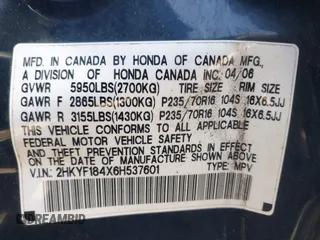 MFD. IN CANADA BY HONDA OF CANADA MFG.,
A DIVISION OF HONDA CANADA INC. 04/06
GVWR 5950LBS(2700KG) TIRE SIZE RIM SIZE
GAWR F 2865LBS(1300KG) P235/70R16 104S 16X6.5JJ
GAWR R 3155LBS(1430KG) P235/70R16 104S 16X6.5JJ
THIS VEHICLE CONFORMS TO ALL APPLICABLE
FEDERAL MOTOR VEHICLE SAFETY
AND THEFT PREVENTION STANDARDS IN EFFECT
ON THE DATE OF MANUFACTURE SHOWN ABOVE.
V.I.N.: 2HKYF184X6H537601 TYPE: MPV
DREAMBID